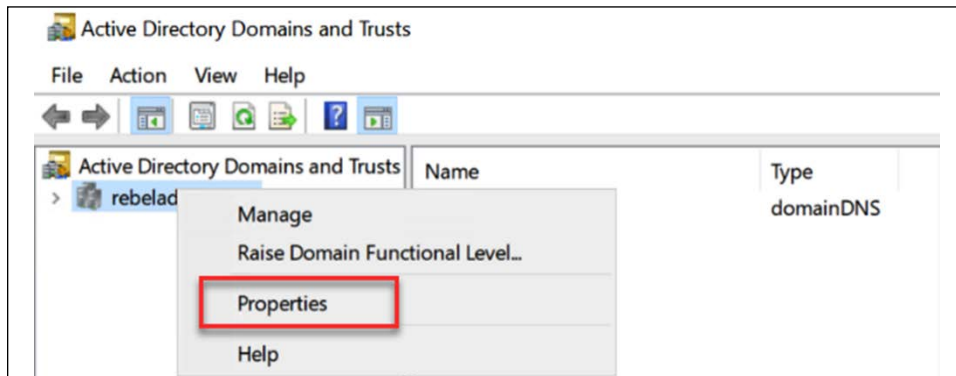 Active Directory Domains and Trusts
File Action View Help
Active Directory Domains and Trusts
Name
Type
rebelad
domainDNS
Manage
Raise Domain Functional Level...
Properties
Help